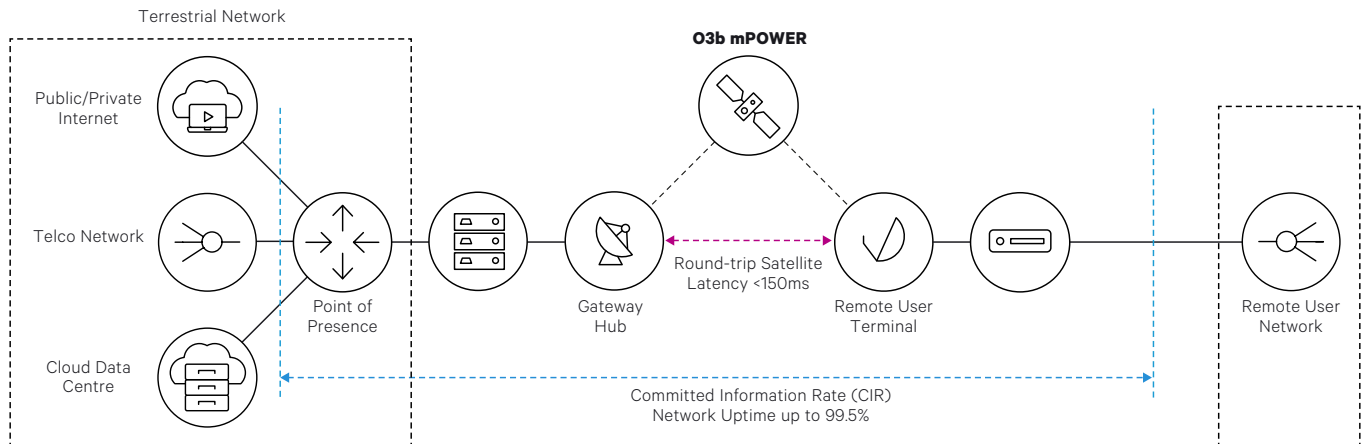 Terrestrial Network
O3b mPOWER
Public/Private
Internet
Telco Network
Round-trip Satellite
Latency <150ms
Point of
Presence
Gateway
Hub
Remote User
Terminal
Remote User
Network
Cloud Data
Centre
Committed Information Rate (CIR)
Network Uptime up to 99.5%